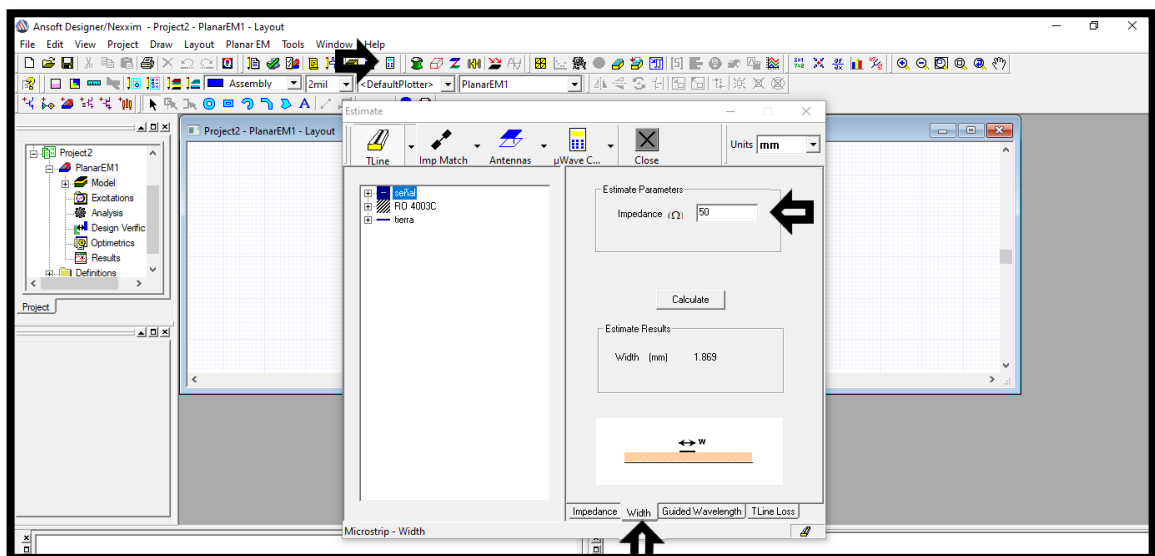 Ansoft Designer/Nexxim - Project2 - PlanarEM1 - Layout
File Edit View Project Draw Layout Planar EM Tools Window Help
Assembly 2mil <DefaultPlotter> PlanarEM1
Project2
PlanarEM1
Model
Excitations
Analysis
Design Verific
Optimetrics
Results
Definitions
Project
Project2 - PlanarEM1 - Layout
Estimate
TLine Imp Match Antennas µWave C... Close Units mm
señal
RO 4003C
tierra
Estimate Parameters
Impedance (Ω) 50
Calculate
Estimate Results
Width (mm) 1.869
W
Impedance Width Guided Wavelength TLine Loss
Microstrip - Width